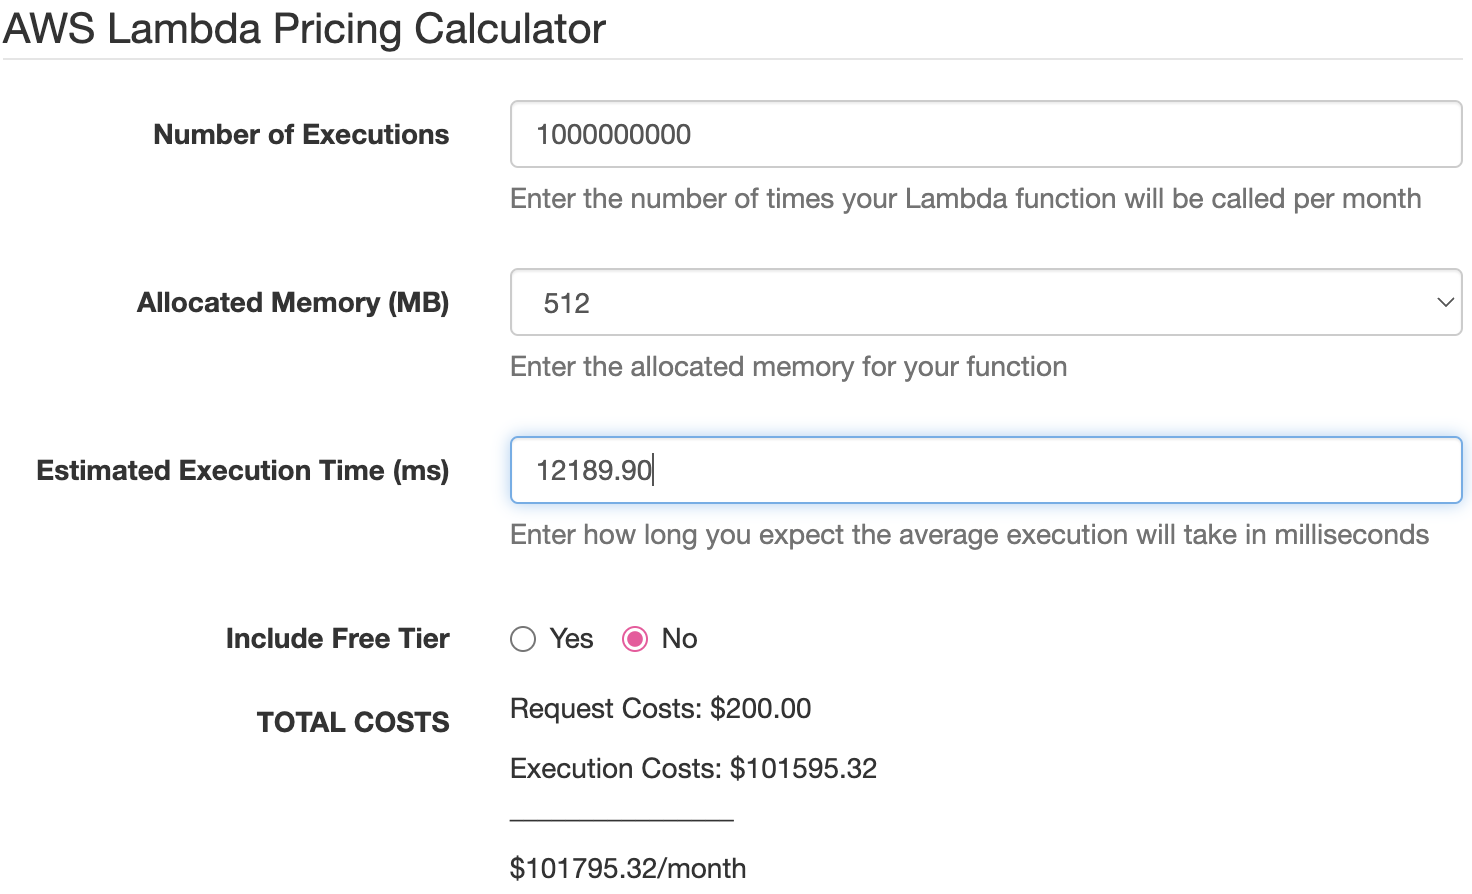 AWS Lambda Pricing Calculator
Number of Executions
1000000000
Enter the number of times your Lambda function will be called per month
Allocated Memory (MB)
512
Enter the allocated memory for your function
Estimated Execution Time (ms)
12189.90
Enter how long you expect the average execution will take in milliseconds
Include Free Tier
Yes No
TOTAL COSTS
Request Costs: $200.00
Execution Costs: $101595.32
$101795.32/month